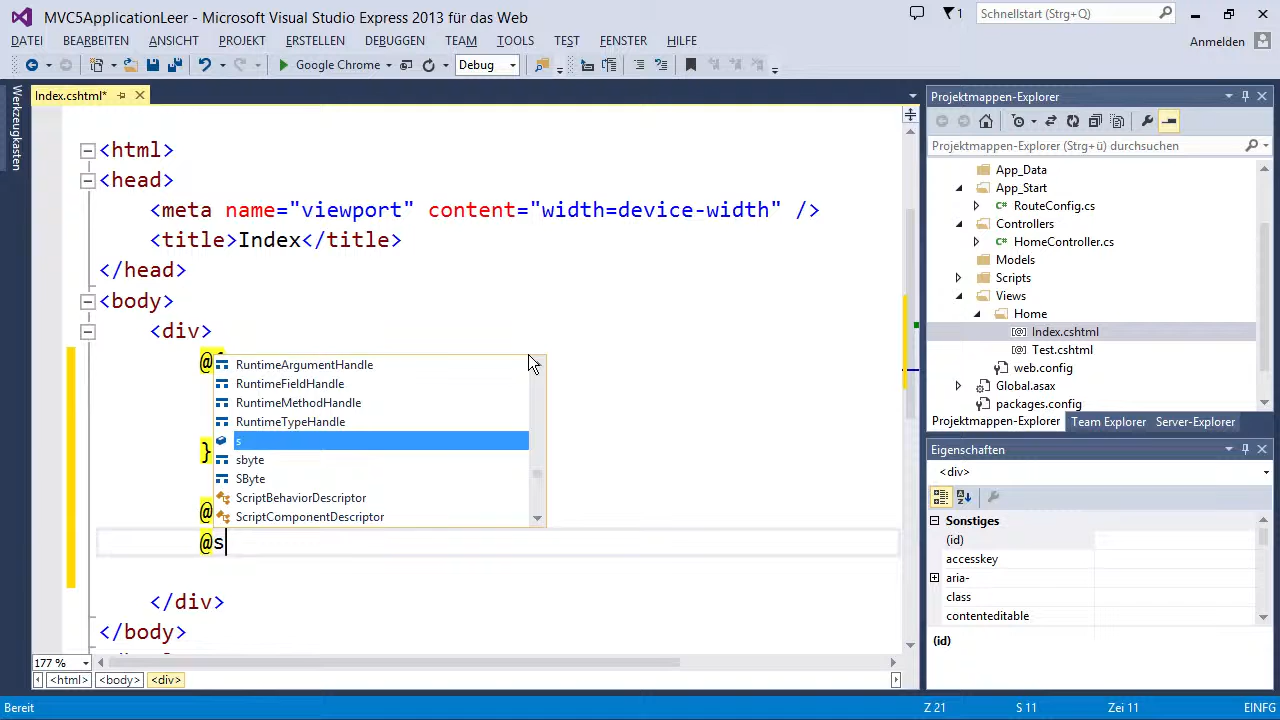 MVC5ApplicationLeer - Microsoft Visual Studio Express 2013 für das Web
1
Schnellstart (Strg+Q)
DATEI BEARBEITEN ANSICHT PROJEKT ERSTELLEN DEBUGGEN TEAM TOOLS TEST FENSTER HILFE
Anmelden
Google Chrome
Debug
Werkzeugkasten
Index.cshtml*
<html>
<head>
<meta name="viewport" content="width=device-width" />
<title>Index</title>
</head>
<body>
<div>
@{
RuntimeArgumentHandle
RuntimeFieldHandle
RuntimeMethodHandle
RuntimeTypeHandle
s
sbyte
}
SByte
ScriptBehaviorDescriptor
@
ScriptComponentDescriptor
@s
</div>
</body>
177 %
<html> <body> <div>
Projektmappen-Explorer
Projektmappen-Explorer (Strg+ü) durchsuchen
App_Data
App_Start
RouteConfig.cs
Controllers
HomeController.cs
Models
Scripts
Views
Home
Index.cshtml
Test.cshtml
web.config
Global.asax
packages.config
Projektmappen-Explorer Team Explorer Server-Explorer
Eigenschaften
<div>
Sonstiges
(id)
accesskey
aria-
class
contenteditable
(id)
Bereit
Z 21 S 11 Zei 11 EINFG